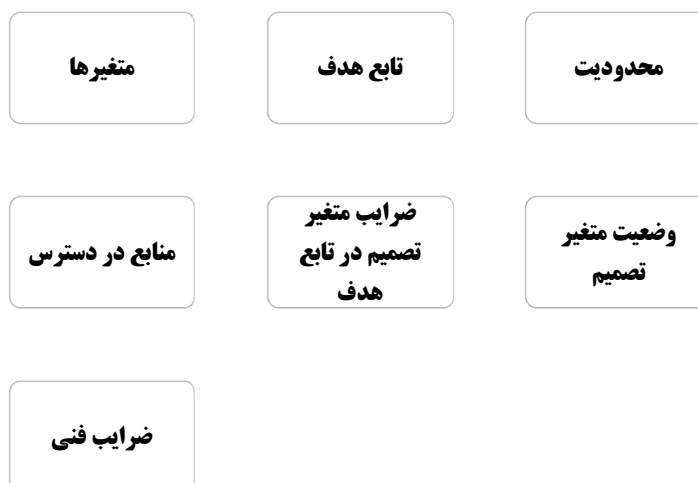 محدودیت
تابع هدف
متغیرها
وضعیت متغیر
تصمیم
ضرایب متغیر
تصمیم در تابع
هدف
منابع در دسترس
ضرایب فنی